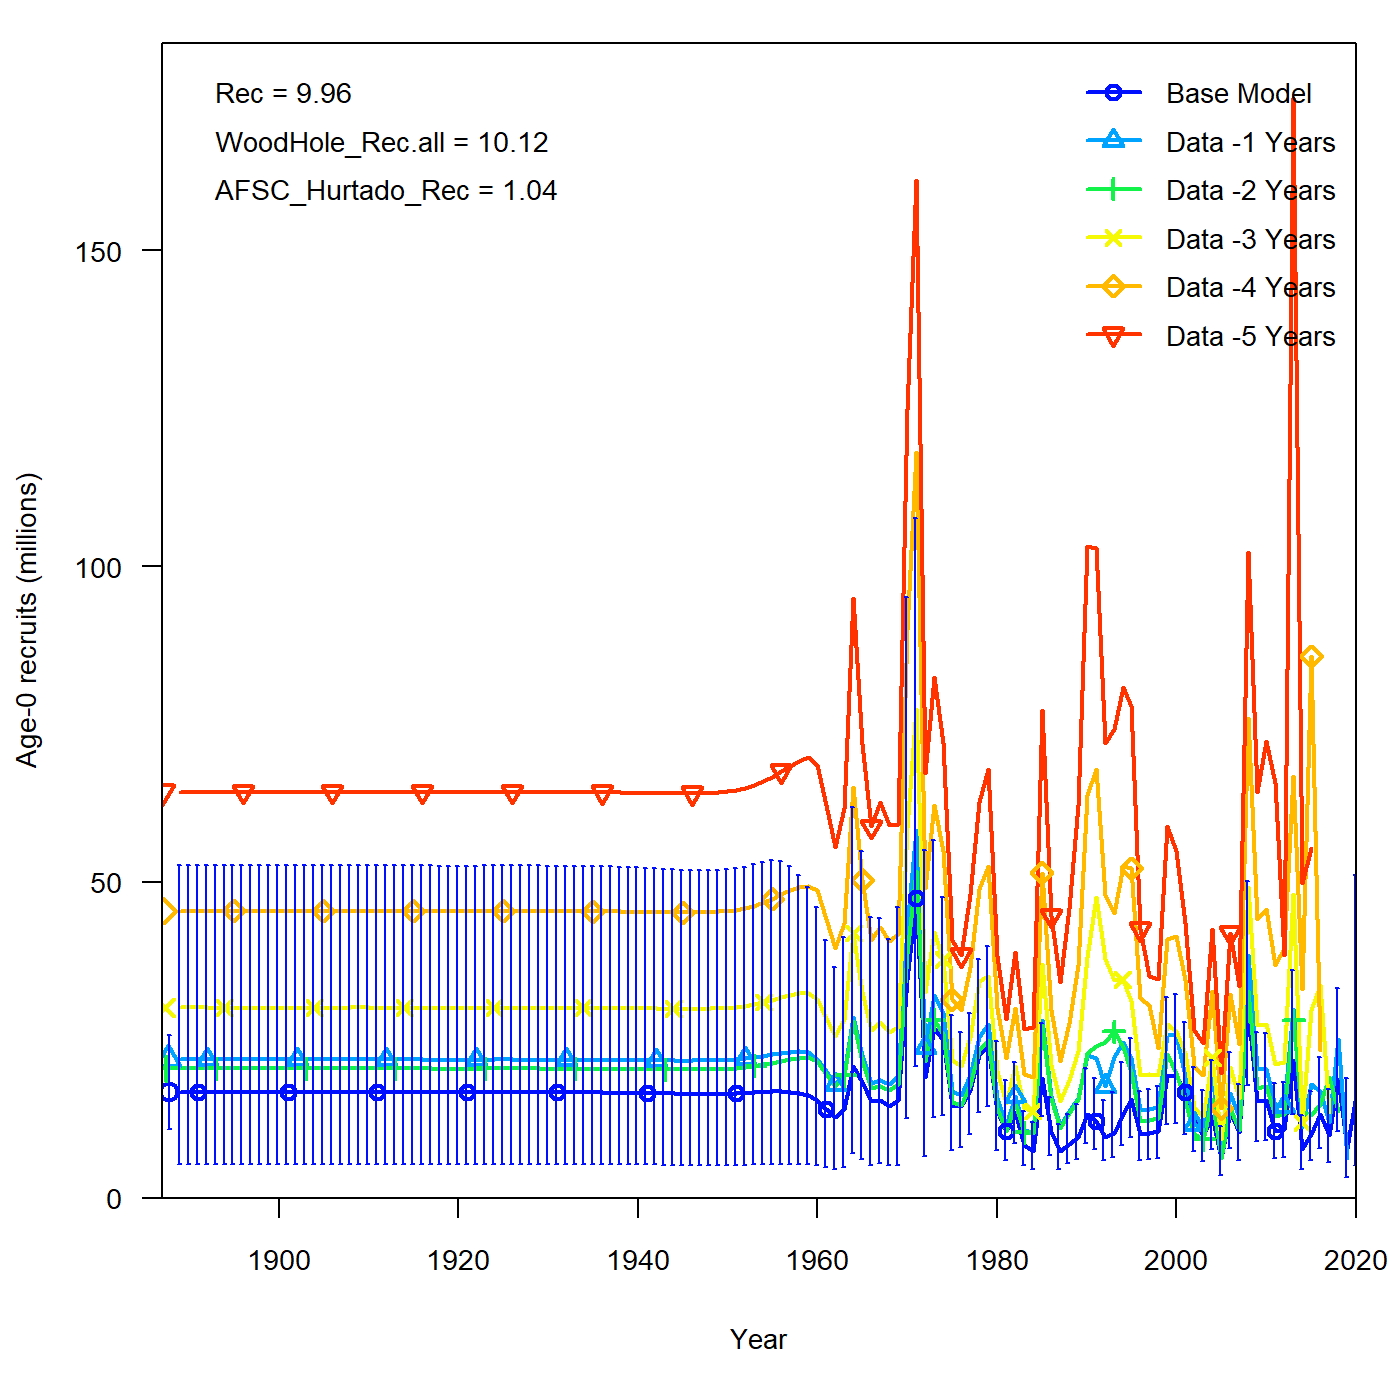 Rec = 9.96
WoodHole_Rec.all = 10.12
AFSC_Hurtado_Rec = 1.04
Base Model
Data -1 Years
Data -2 Years
Data -3 Years
Data -4 Years
Data -5 Years
Age-0 recruits (millions)
150
100
50
0
1900
1920
1940
1960
1980
2000
2020
Year